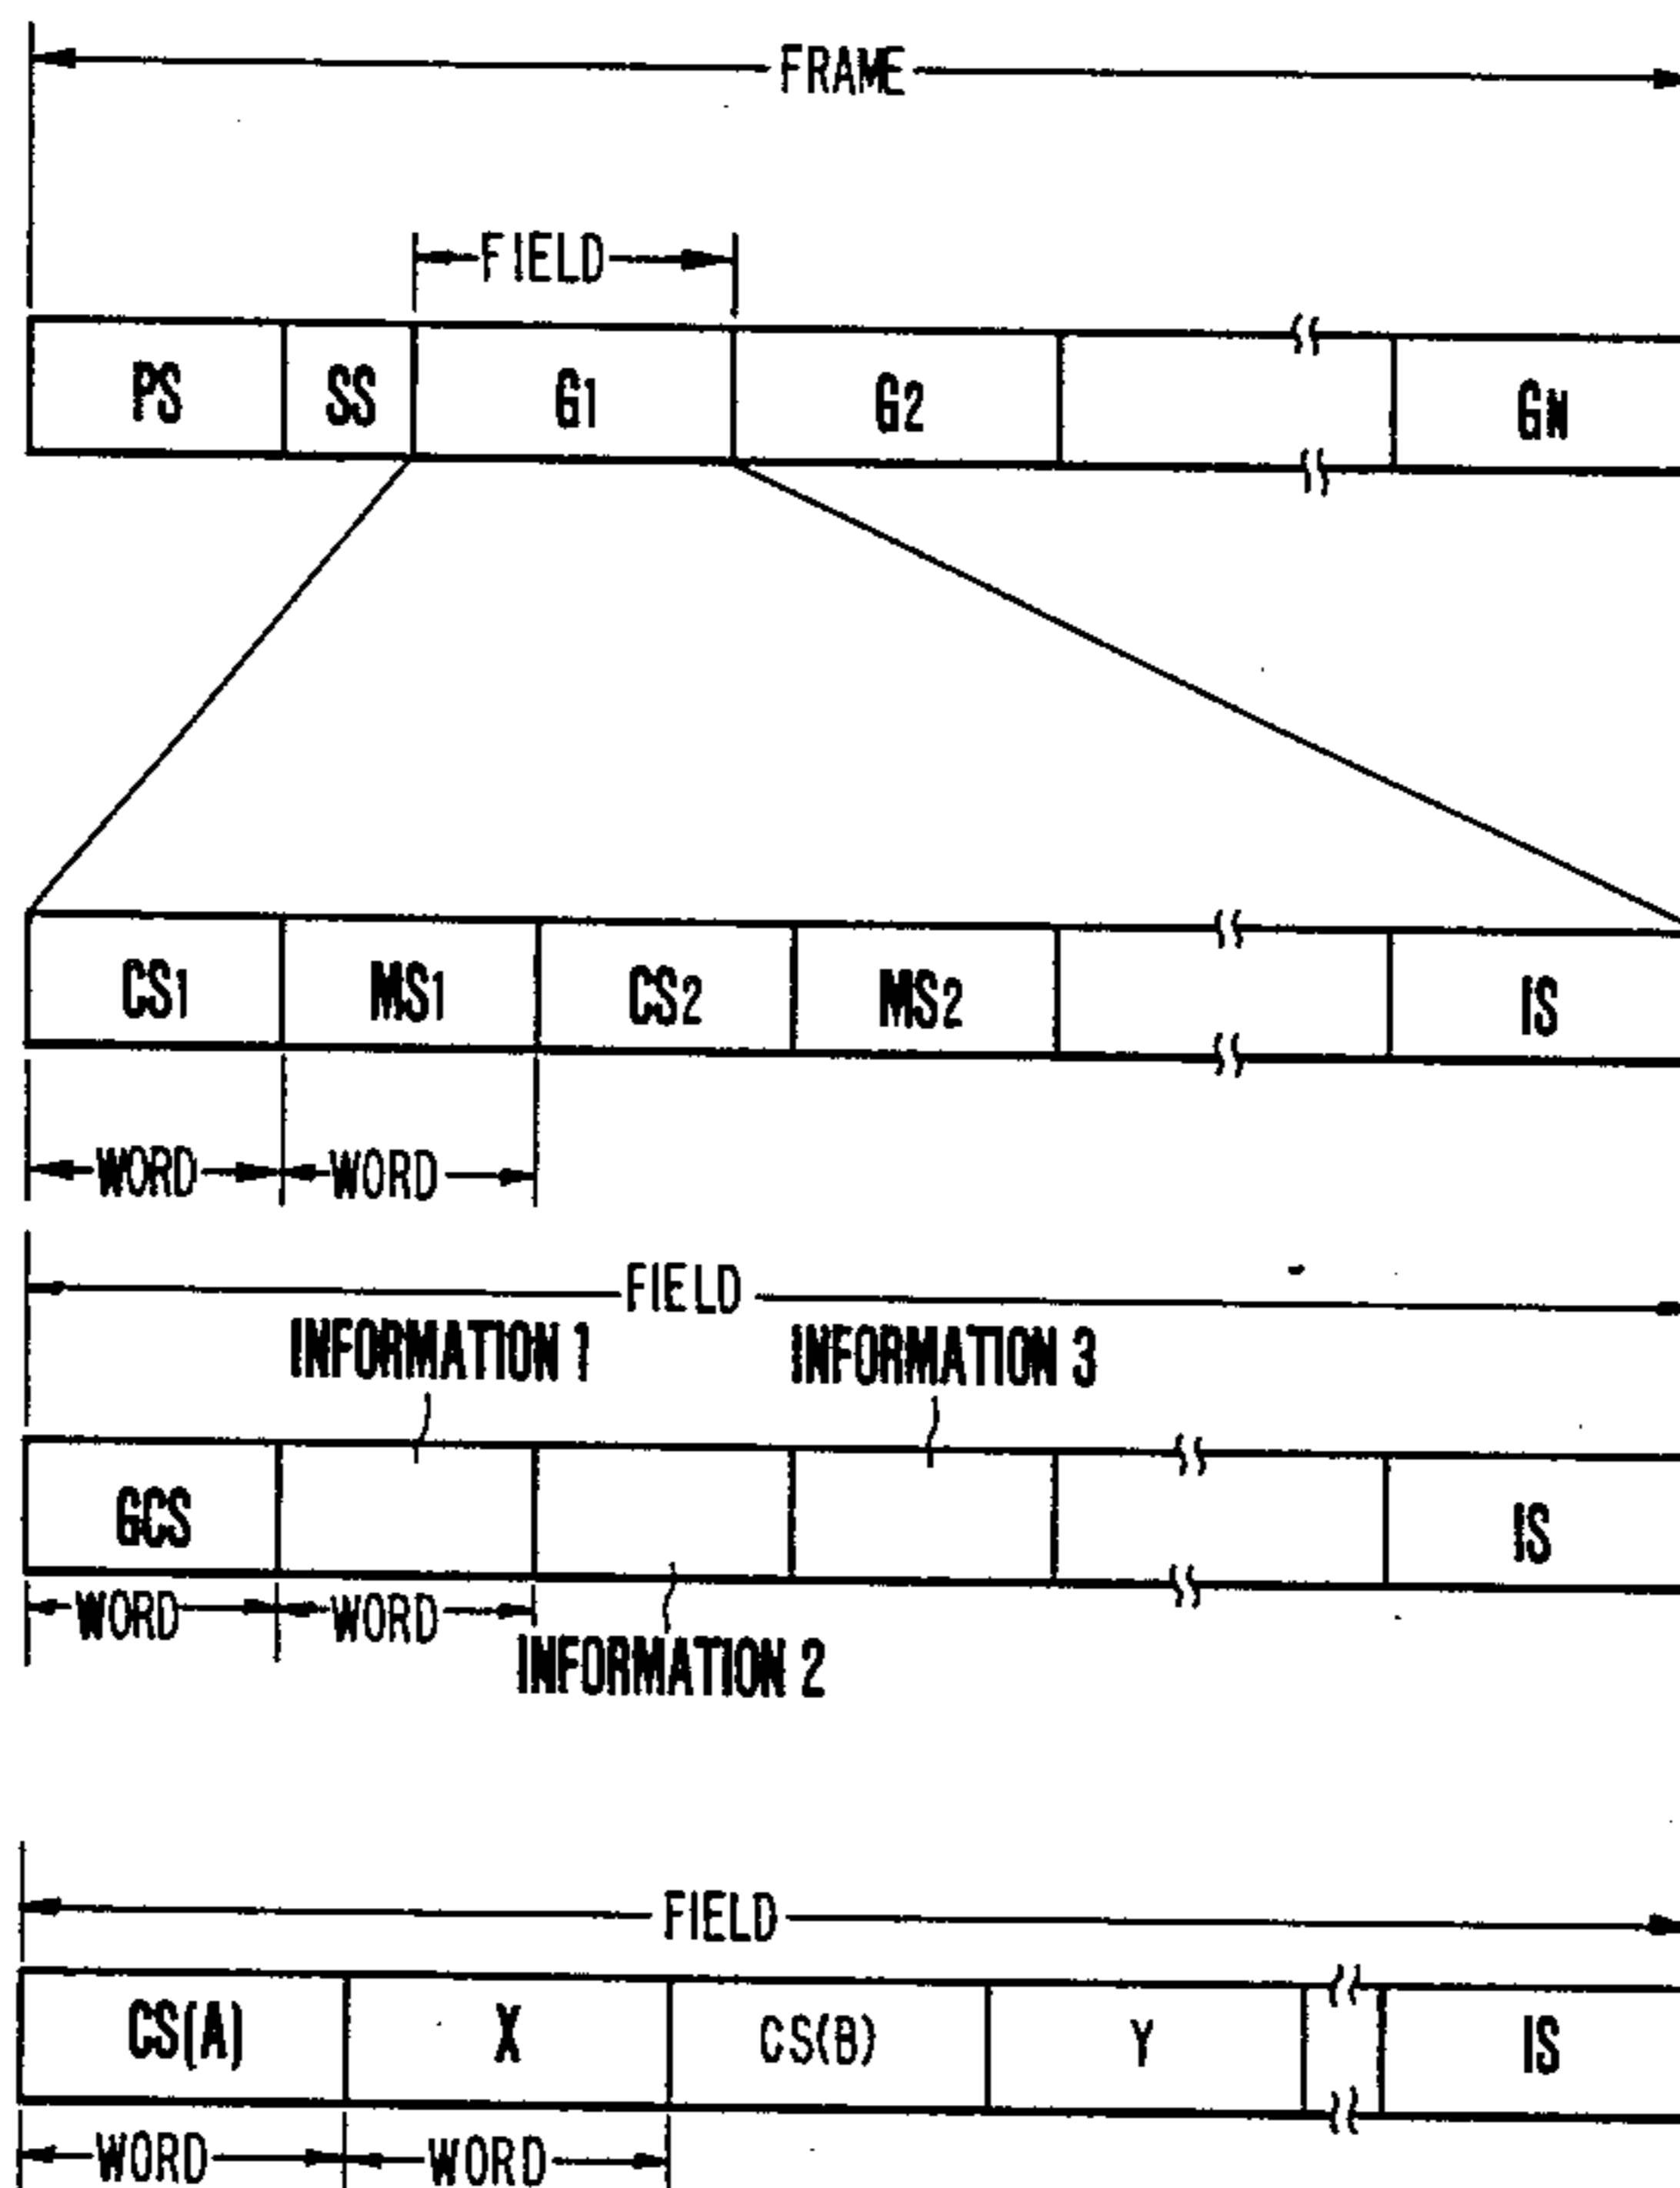 FRAME
FIELD
PS SS G1 G2 GN
CS1 MS1 CS2 MS2 IS
WORD WORD
FIELD
INFORMATION 1 INFORMATION 3
GCS IS
WORD WORD
INFORMATION 2
FIELD
CS(A) X CS(B) Y IS
WORD WORD